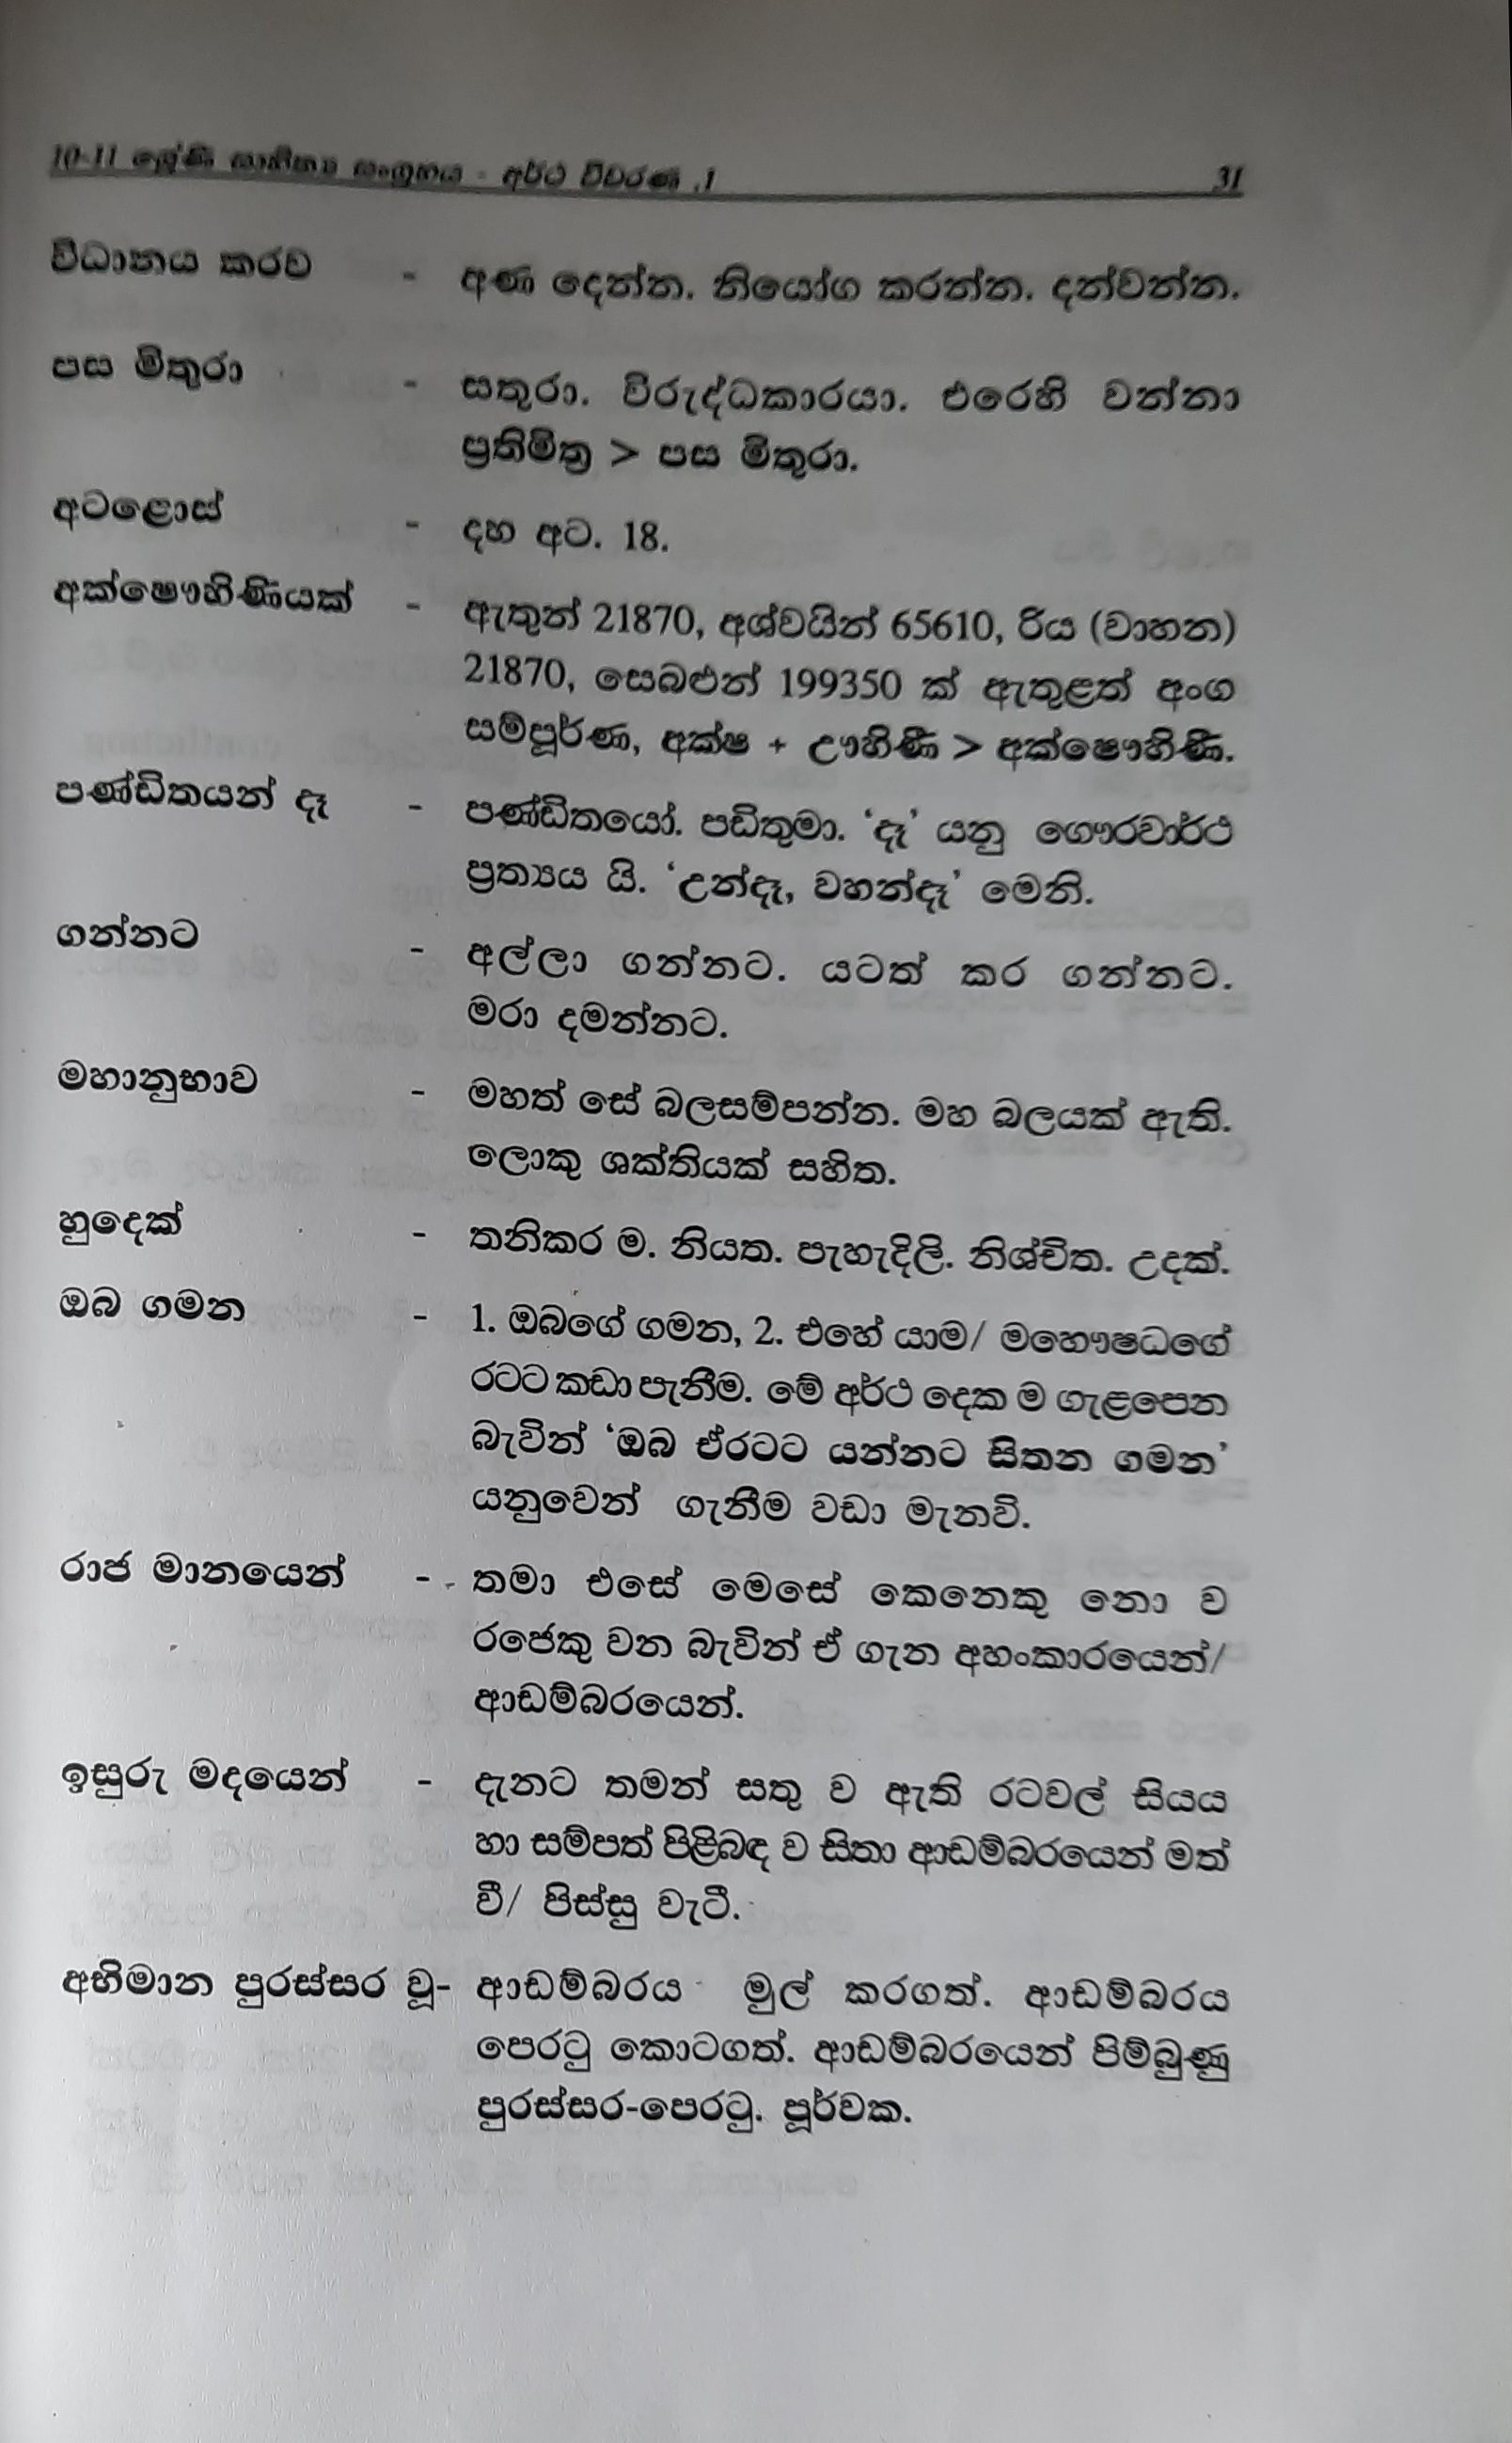 10-11 ශ්‍රේණි සාහිත්‍ය සංග්‍රහය - අර්ථ විවරණ .1 31
විධානය කරව - අණ දෙන්න. නියෝග කරන්න. දන්වන්න.
පස මිතුරා - සතුරා. විරුද්ධකාරයා. එරෙහි වන්නා
ප්‍රතිමිත්‍ර > පස මිතුරා.
අටළොස් - දහ අට. 18.
අක්ෂෞහිණියක් - ඇතුන් 21870, අශ්වයින් 65610, රිය (වාහන)
21870, සෙබළුන් 199350 ක් ඇතුළත් අංග
සම්පූර්ණ, අක්ෂ + ඌහිණී > අක්ෂෞහිණී.
පණ්ඩිතයන් දෑ - පණ්ඩිතයෝ. පඬිතුමා. ‘දෑ’ යනු ගෞරවාර්ථ
ප්‍රත්‍යය යි. ‘උන්දෑ, වහන්දෑ’ මෙනි.
ගන්නට - අල්ලා ගන්නට. යටත් කර ගන්නට.
මරා දමන්නට.
මහානුභාව - මහත් සේ බලසම්පන්න. මහ බලයක් ඇති.
ලොකු ශක්තියක් සහිත.
හුදෙක් - තනිකර ම. නියත. පැහැදිලි. නිශ්චිත. උදක්.
ඔබ ගමන - 1. ඔබගේ ගමන, 2. එහේ යාම/ මහෞෂධගේ
රටට කඩා පැනීම. මේ අර්ථ දෙක ම ගැළපෙන
බැවින් ‘ඔබ ඒරටට යන්නට සිතන ගමන’
යනුවෙන් ගැනීම වඩා මැනවි.
රාජ මානයෙන් - තමා එසේ මෙසේ කෙනෙකු නො ව
රජෙකු වන බැවින් ඒ ගැන අහංකාරයෙන්/
ආඩම්බරයෙන්.
ඉසුරු මදයෙන් - දැනට තමන් සතු ව ඇති රටවල් සියය
හා සම්පත් පිළිබඳ ව සිතා ආඩම්බරයෙන් මත්
වී/ පිස්සු වැටී.
අභිමාන පුරස්සර වූ- ආඩම්බරය මුල් කරගත්. ආඩම්බරය
පෙරටු කොටගත්. ආඩම්බරයෙන් පිම්බුණු
පුරස්සර-පෙරටු. පූර්වක.